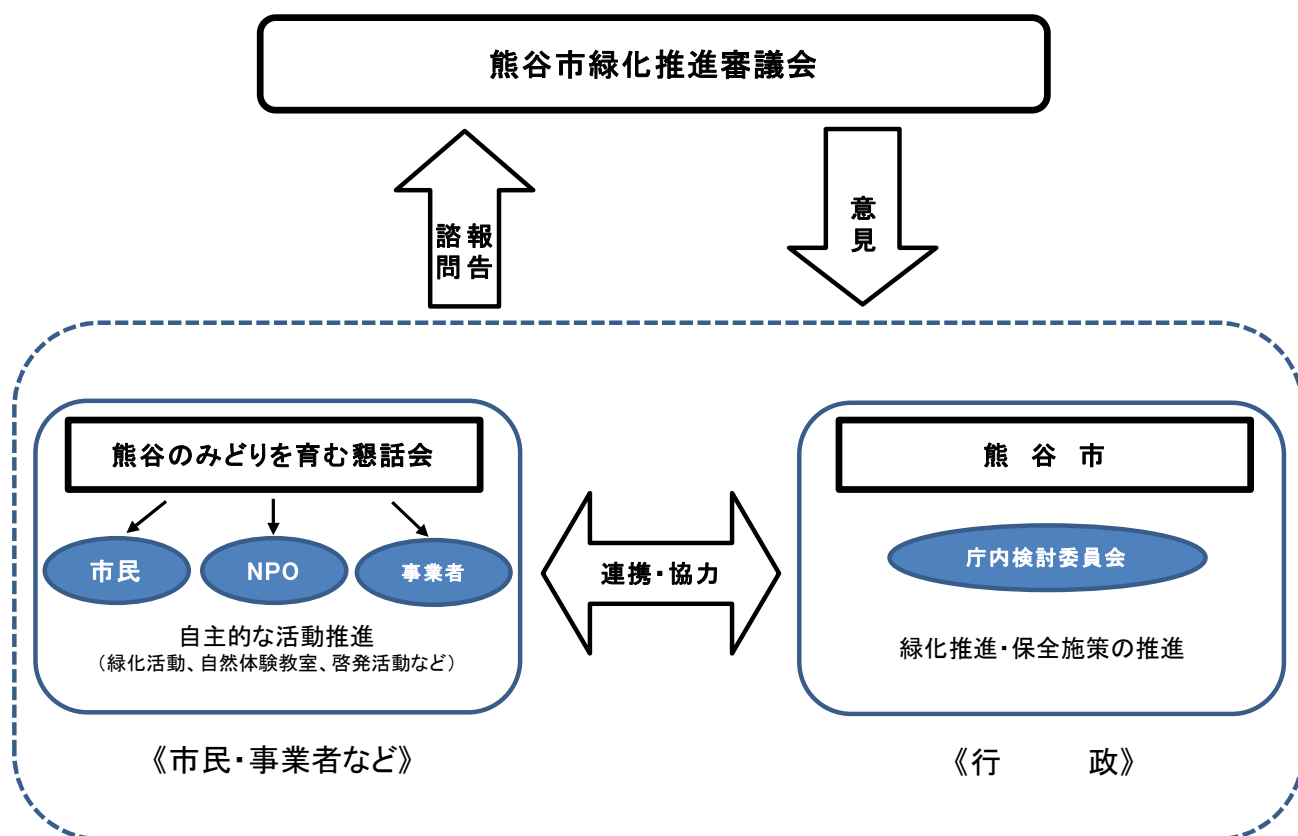 熊谷市緑化推進審議会
諮問
報告
意見
熊谷のみどりを育む懇話会
市民
NPO
事業者
自主的な活動推進
（緑化活動、自然体験教室、啓発活動など）
《市民・事業者など》
連携・協力
熊 谷 市
庁内検討委員会
緑化推進・保全施策の推進
《行 政》